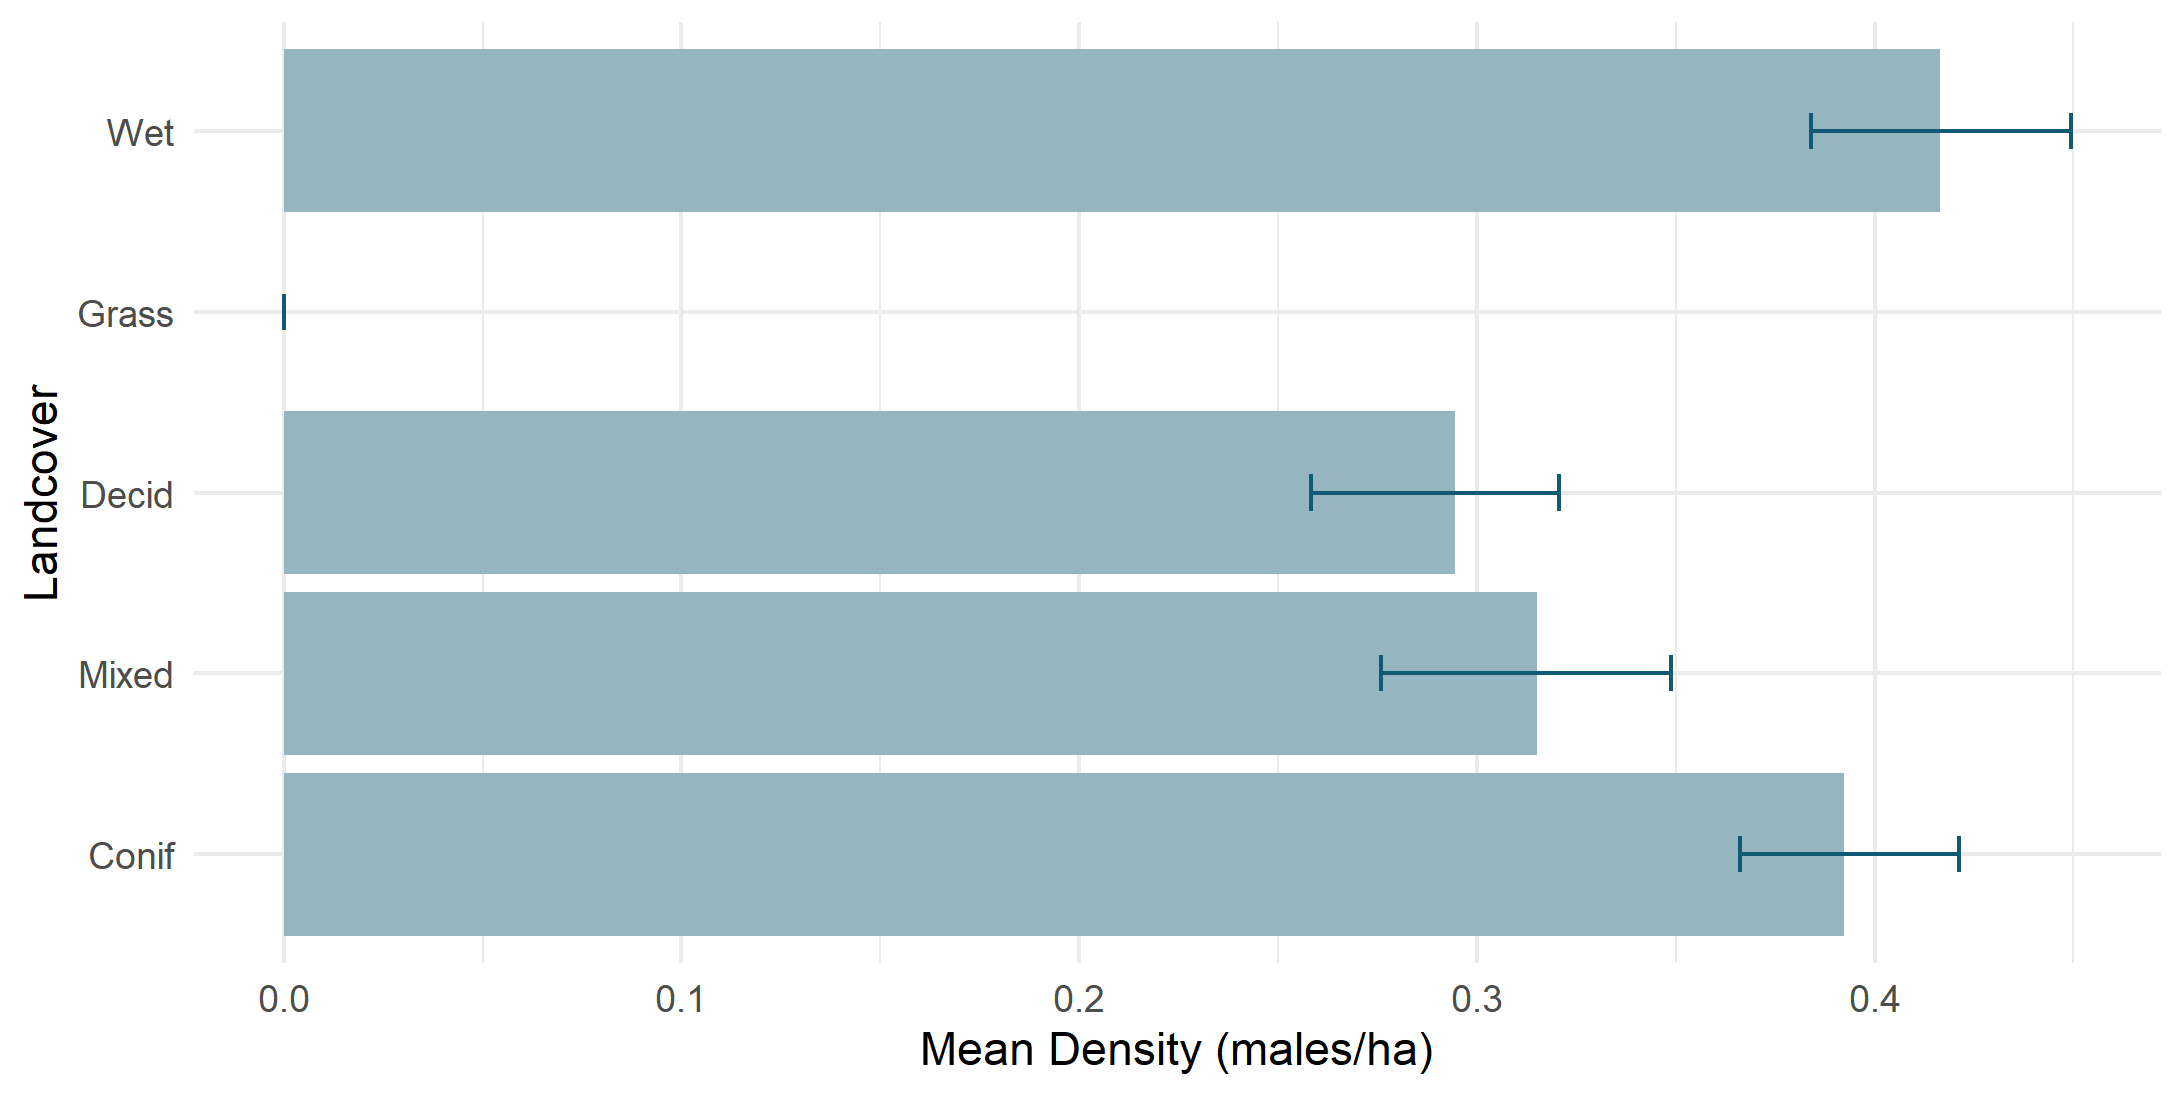 Landcover
Wet
Grass
Decid
Mixed
Conif
0.0 0.1 0.2 0.3 0.4
Mean Density (males/ha)